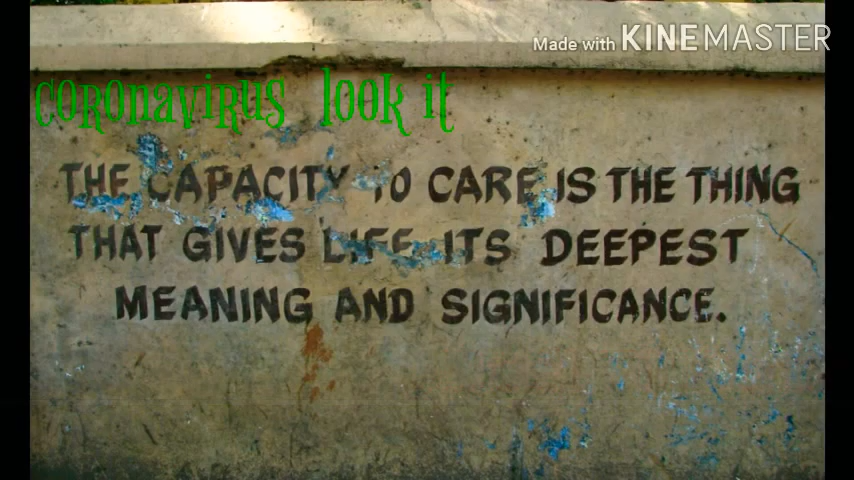 Made with KINEMASTER
coronavirus look it
THE CAPACITY TO CARE IS THE THING
THAT GIVES LIFE ITS DEEPEST
MEANING AND SIGNIFICANCE.